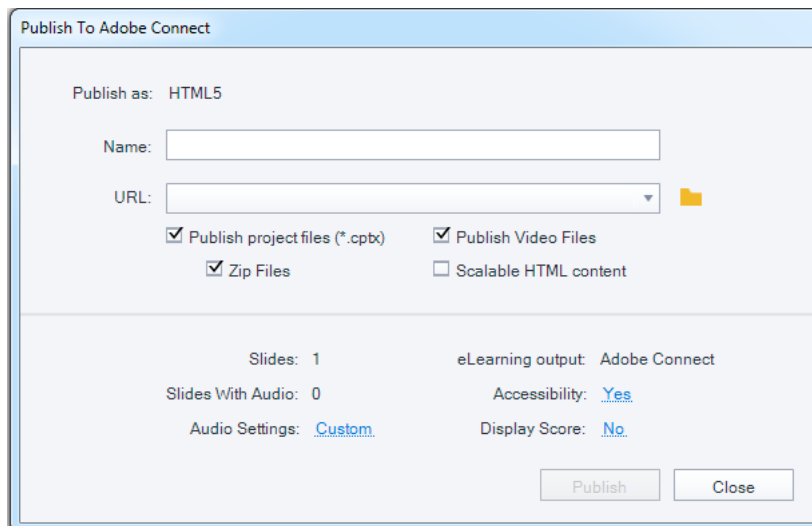 Publish To Adobe Connect
Publish as: HTML5
Name:
URL:
Publish project files (*.cptx) Publish Video Files
Zip Files Scalable HTML content
Slides: 1 eLearning output: Adobe Connect
Slides With Audio: 0 Accessibility: Yes
Audio Settings: Custom Display Score: No
Publish Close